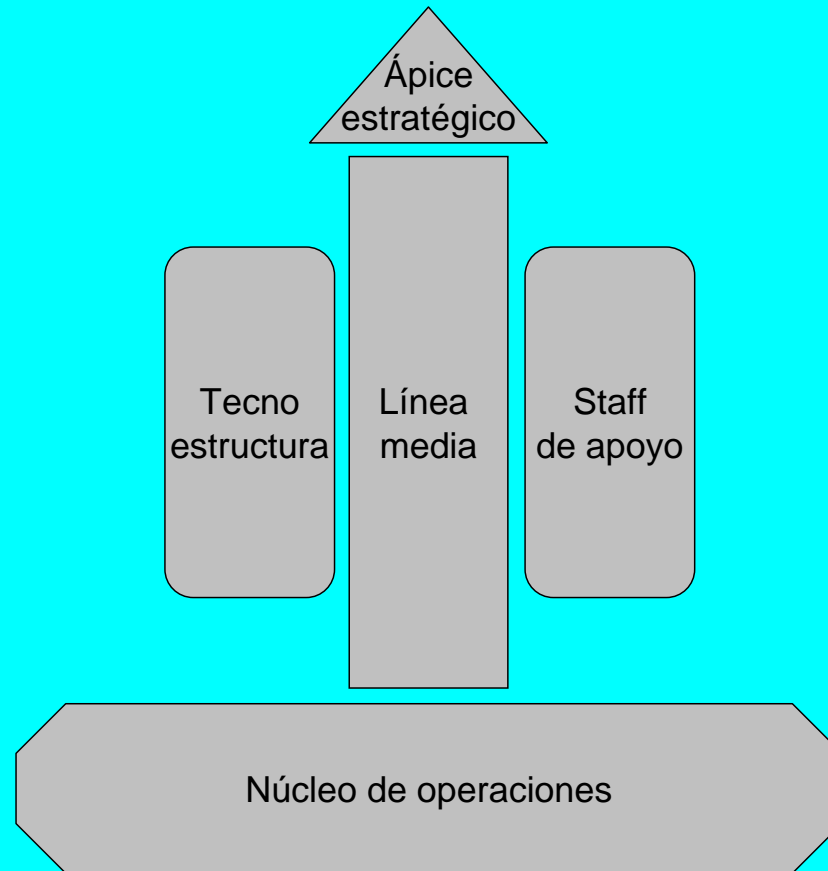 Ápice
estratégico
Tecno
estructura
Línea
media
Staff
de apoyo
Núcleo de operaciones